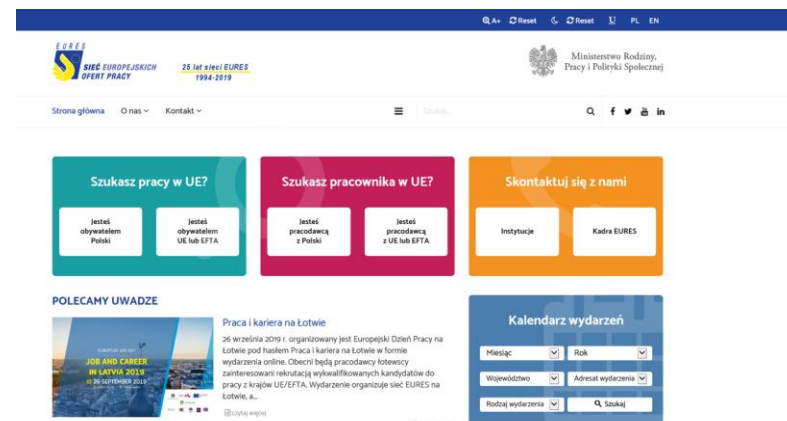 A+ Reset Reset U PL EN
EURES
SIEĆ EUROPEJSKICH
OFERT PRACY
25 lat sieci EURES
1994-2019
Ministerstwo Rodziny,
Pracy i Polityki Społecznej
Strona główna O nas Kontakt
Szukaj...
Szukasz pracy w UE?
Jesteś
obywatelem
Polski
Jesteś
obywatelem
UE lub EFTA
Szukasz pracownika w UE?
Jesteś
pracodawcą
z Polski
Jesteś
pracodawcą
z UE lub EFTA
Skontaktuj się z nami
Instytucje
Kadra EURES
POLECAMY UWADZE
EUROPEAN JOB DAY
JOB AND CAREER
IN LATVIA 2019
26 SEPTEMBER 2019
Praca i kariera na Łotwie
26 września 2019 r. organizowany jest Europejski Dzień Pracy na
Łotwie pod hasłem Praca i kariera na Łotwie w formie
wydarzenia online. Obecni będą pracodawcy łotewscy
zainteresowani rekrutacją wykwalifikowanych kandydatów do
pracy z krajów UE/EFTA. Wydarzenie organizuje sieć EURES na
Łotwie, a...
czytaj więcej
Kalendarz wydarzeń
Miesiąc
Rok
Województwo
Adresat wydarzenia
Rodzaj wydarzenia
Szukaj